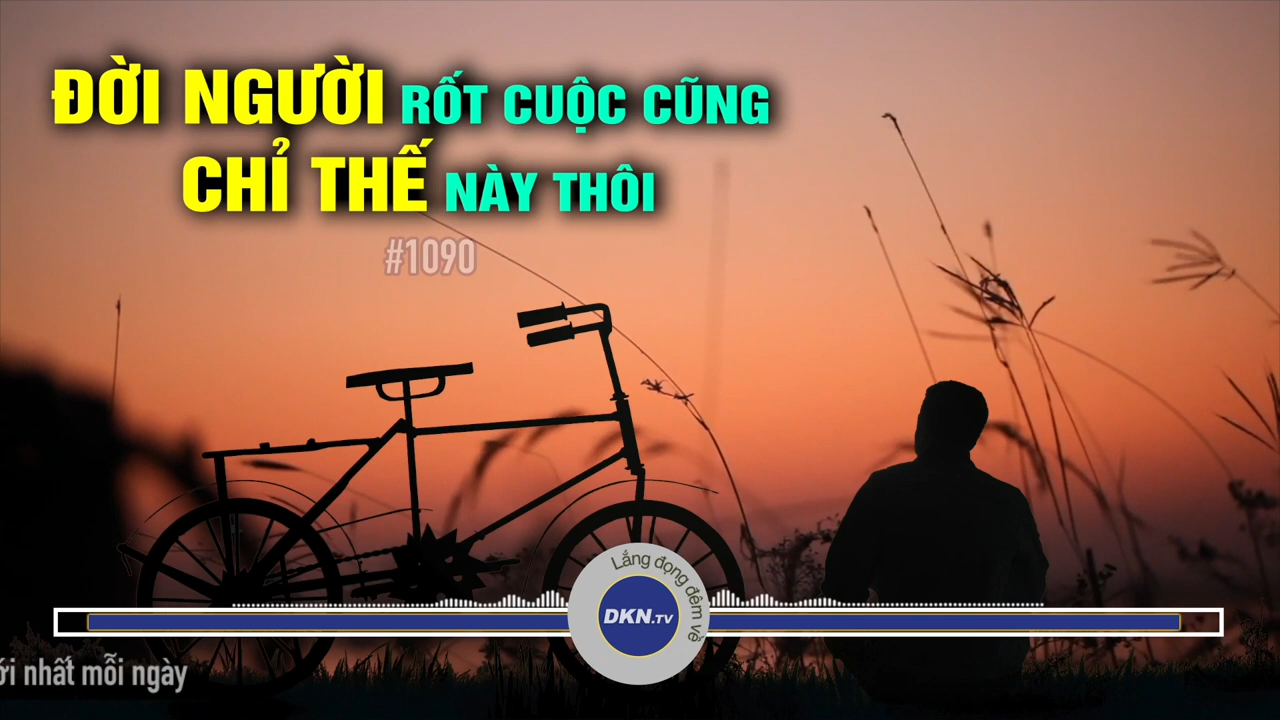 ĐỜI NGƯỜI RỐT CUỘC CŨNG
CHỈ THẾ NÀY THÔI
#1090
Lắng đọng đêm về
DKN.TV
nhất mỗi ngày